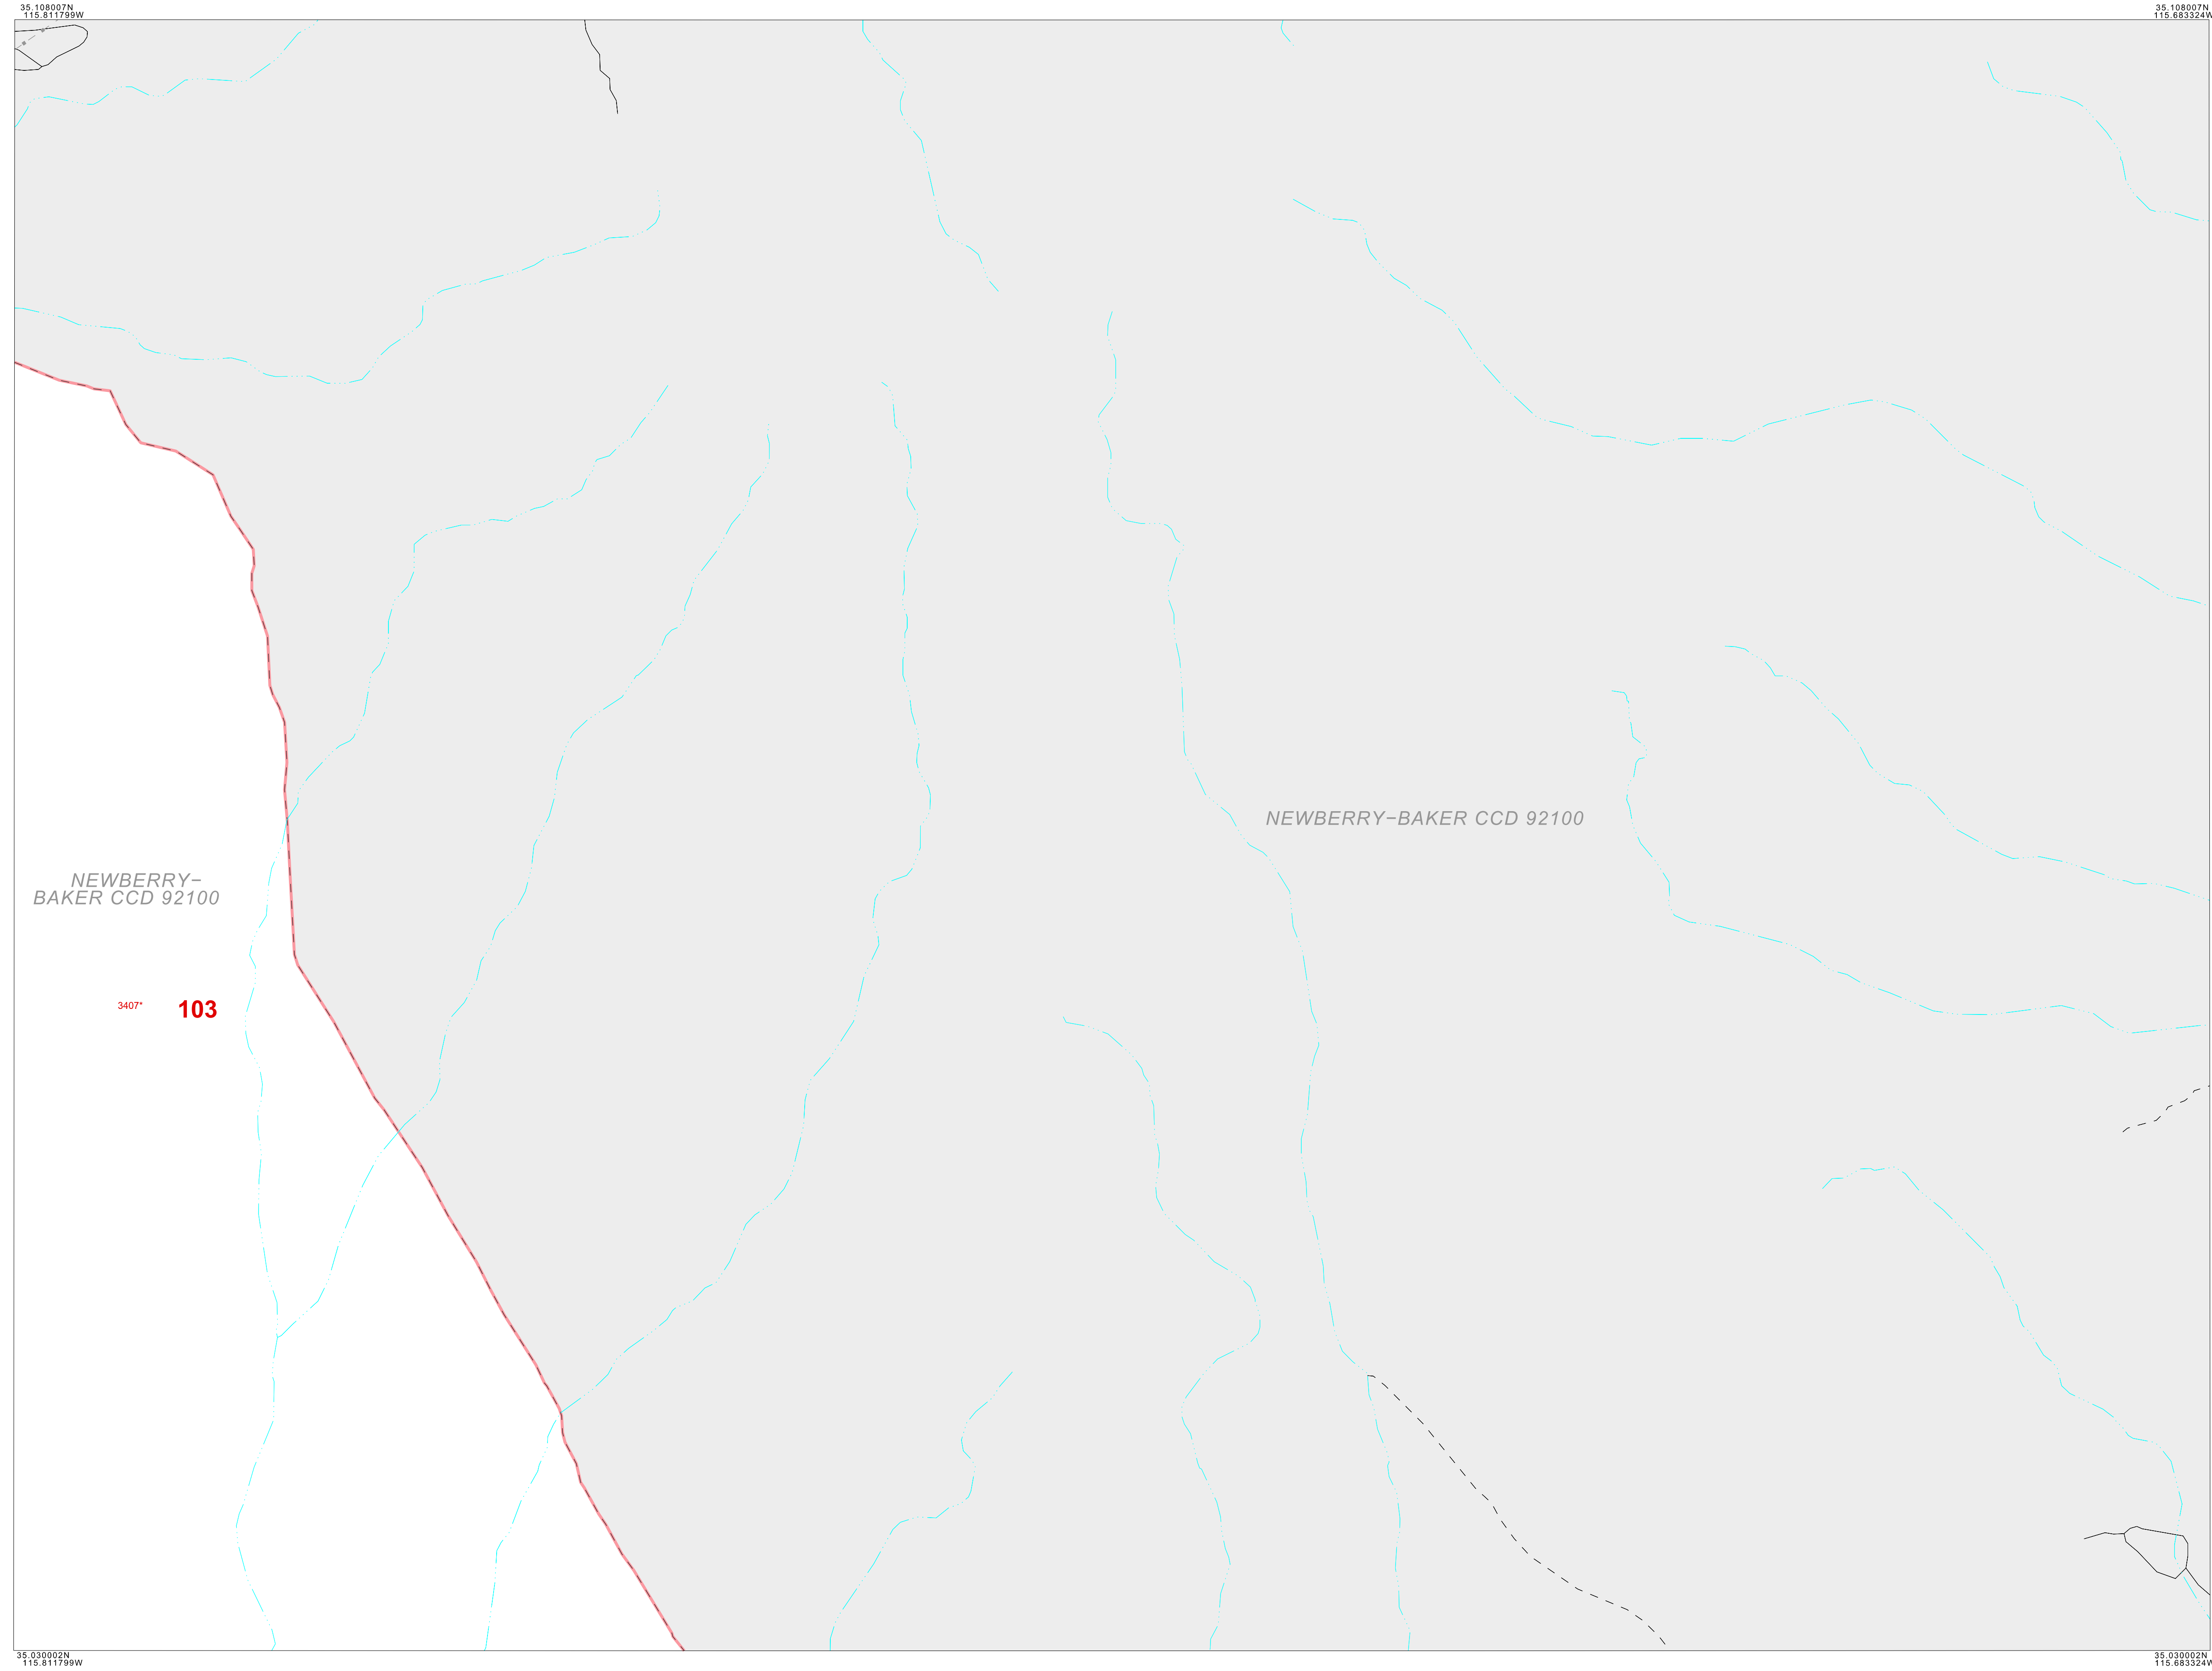 35.108007N
115.811799W
35.108007N
115.683324W
NEWBERRY-BAKER CCD 92100
NEWBERRY-
BAKER CCD 92100
3407* 103
35.030002N
115.811799W
35.030002N
115.683324W